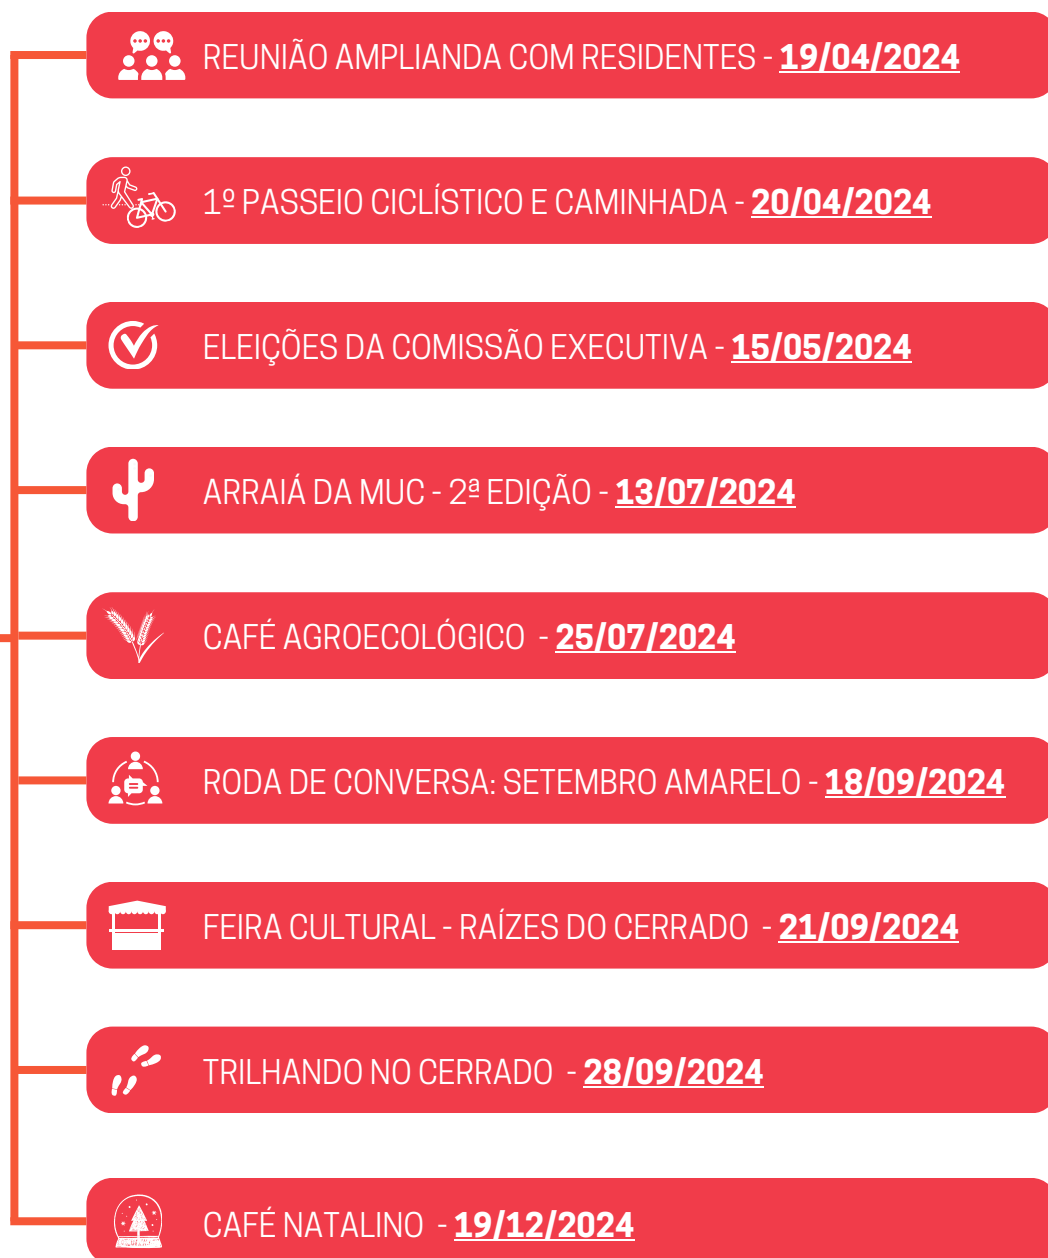 REUNIÃO AMPLIANDA COM RESIDENTES - 19/04/2024
1º PASSEIO CICLÍSTICO E CAMINHADA - 20/04/2024
ELEIÇÕES DA COMISSÃO EXECUTIVA - 15/05/2024
ARRAIÁ DA MUC - 2ª EDIÇÃO - 13/07/2024
CAFÉ AGROECOLÓGICO - 25/07/2024
RODA DE CONVERSA: SETEMBRO AMARELO - 18/09/2024
FEIRA CULTURAL - RAÍZES DO CERRADO - 21/09/2024
TRILHANDO NO CERRADO - 28/09/2024
CAFÉ NATALINO - 19/12/2024